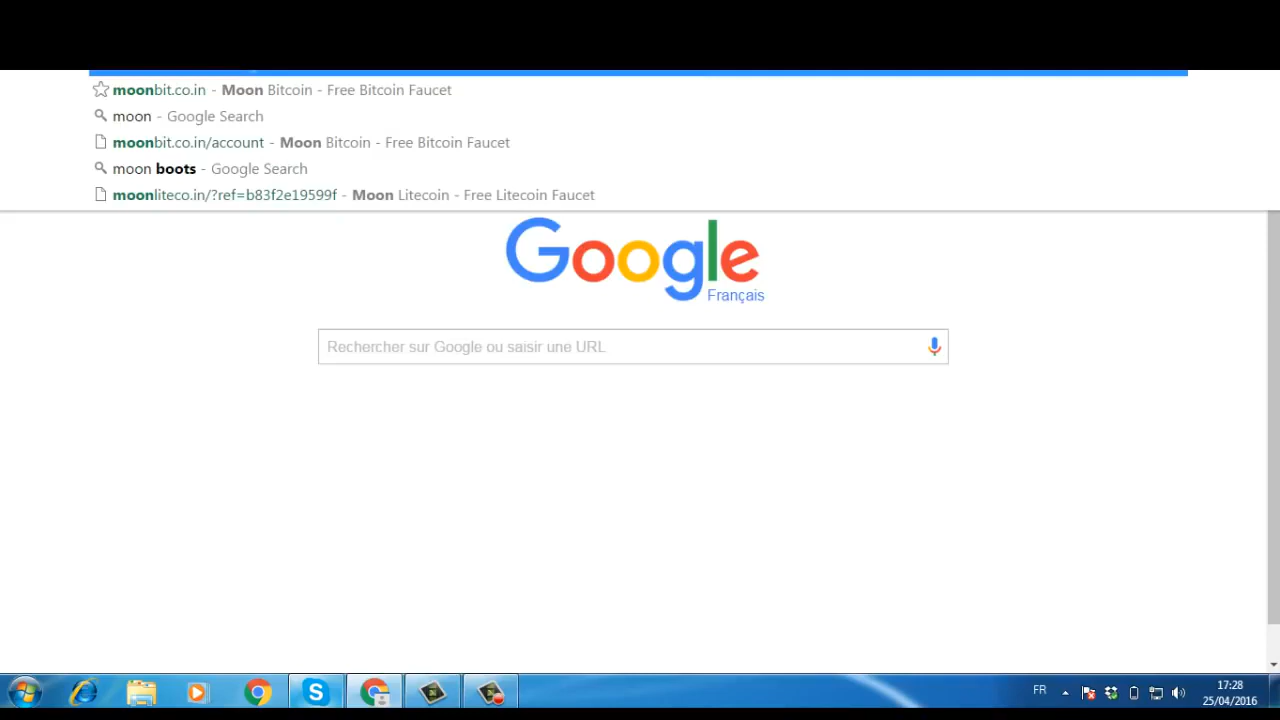 moonbit.co.in - Moon Bitcoin - Free Bitcoin Faucet
moon - Google Search
moonbit.co.in/account - Moon Bitcoin - Free Bitcoin Faucet
moon boots - Google Search
moonliteco.in/?ref=b83f2e19599f - Moon Litecoin - Free Litecoin Faucet
Google
Français
Rechercher sur Google ou saisir une URL
FR
17:28
25/04/2016